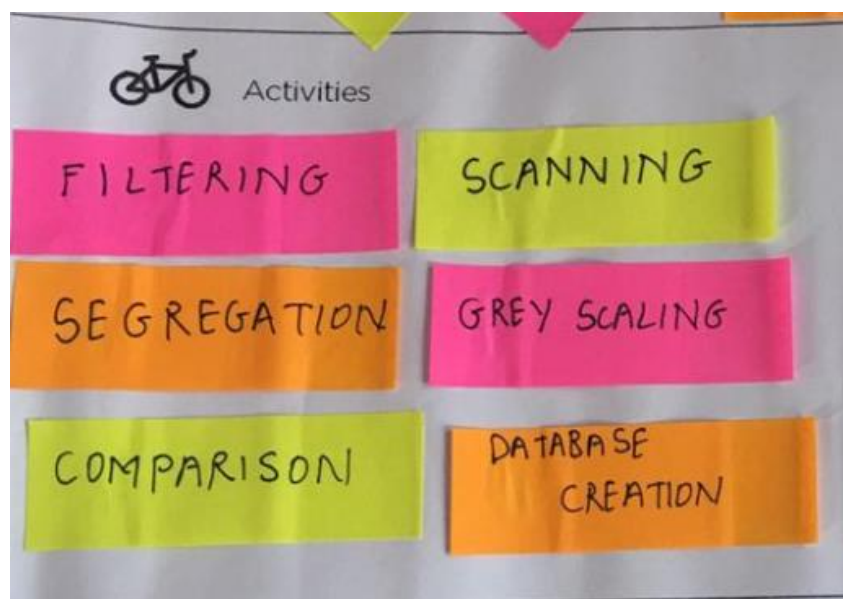 Activities
FILTERING
SCANNING
SEGREGATION
GREY SCALING
COMPARISON
DATABASE
CREATION